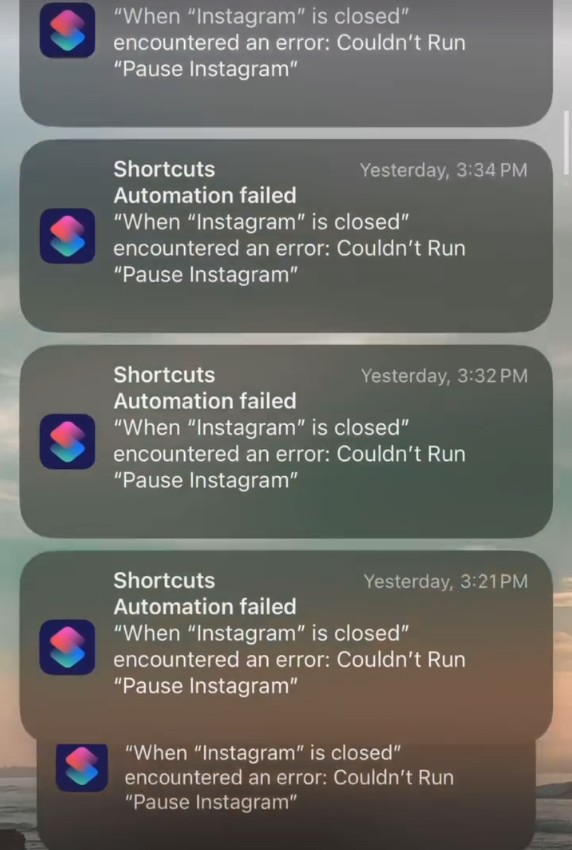 “When “Instagram” is closed”
encountered an error: Couldn’t Run
“Pause Instagram”
Shortcuts
Yesterday, 3:34 PM
Automation failed
“When “Instagram” is closed”
encountered an error: Couldn’t Run
“Pause Instagram”
Shortcuts
Yesterday, 3:32 PM
Automation failed
“When “Instagram” is closed”
encountered an error: Couldn’t Run
“Pause Instagram”
Shortcuts
Yesterday, 3:21 PM
Automation failed
“When “Instagram” is closed”
encountered an error: Couldn’t Run
“Pause Instagram”
“When “Instagram” is closed”
encountered an error: Couldn’t Run
“Pause Instagram”